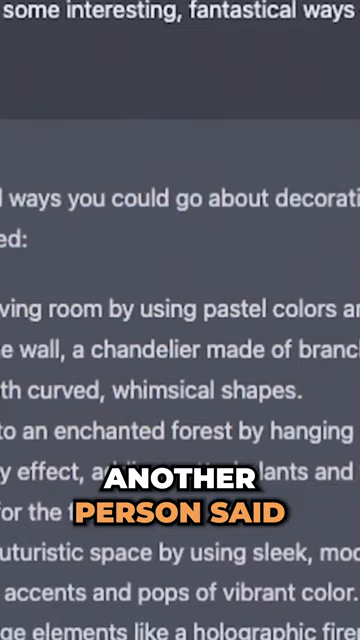 some interesting, fantastical ways
ways you could go about decorati
ed:
ving room by using pastel colors a
e wall, a chandelier made of branc
th curved, whimsical shapes.
to an enchanted forest by hanging
y effect, a lants and
ANOTHER
PERSON SAID
for the f
uturistic space by using sleek, mod
accents and pops of vibrant color.
ge elements like a holographic fire